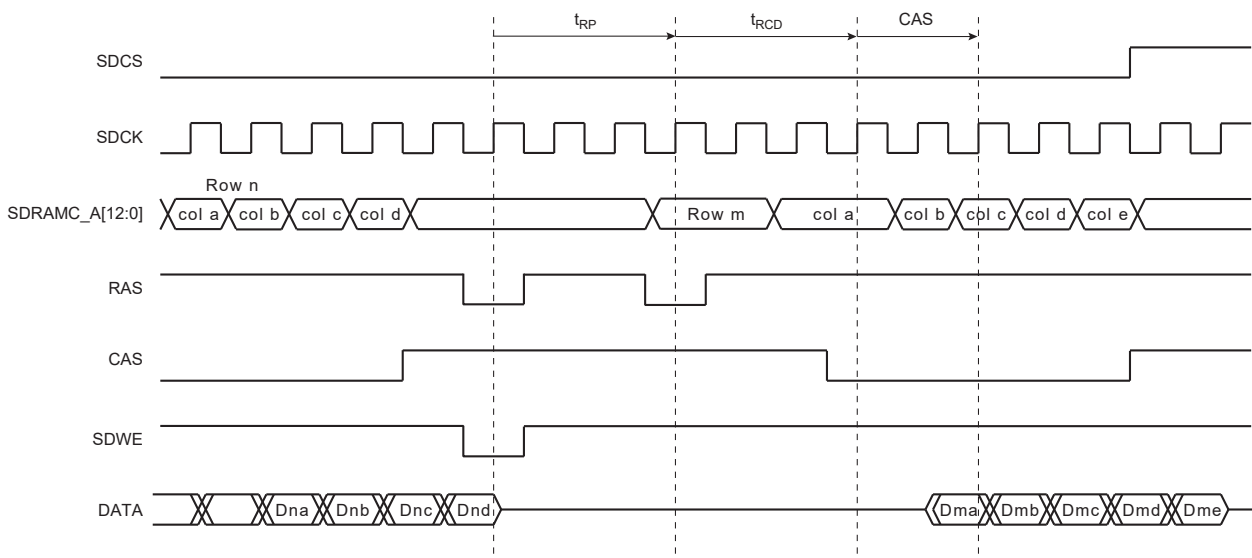 tRP tRCD CAS
SDCS
SDCK
Row n
SDRAMC_A[12:0] col a col b col c col d Row m col a col b col c col d col e
RAS
CAS
SDWE
DATA Dna Dnb Dnc Dnd Dma Dmb Dmc Dmd Dme